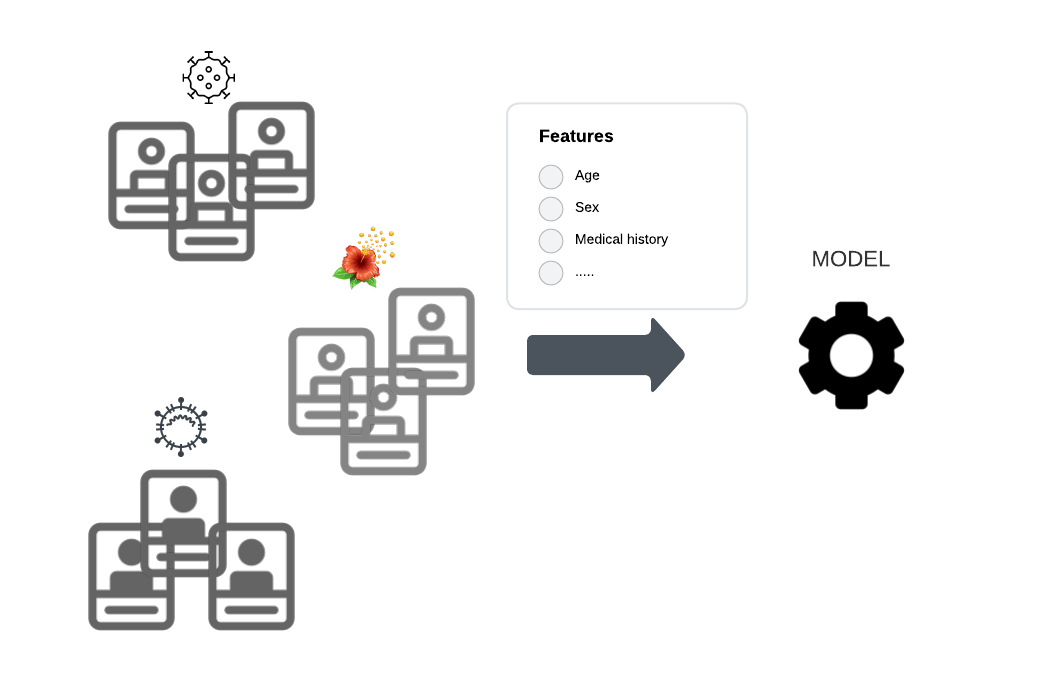 Features
Age
Sex
Medical history
.....
MODEL